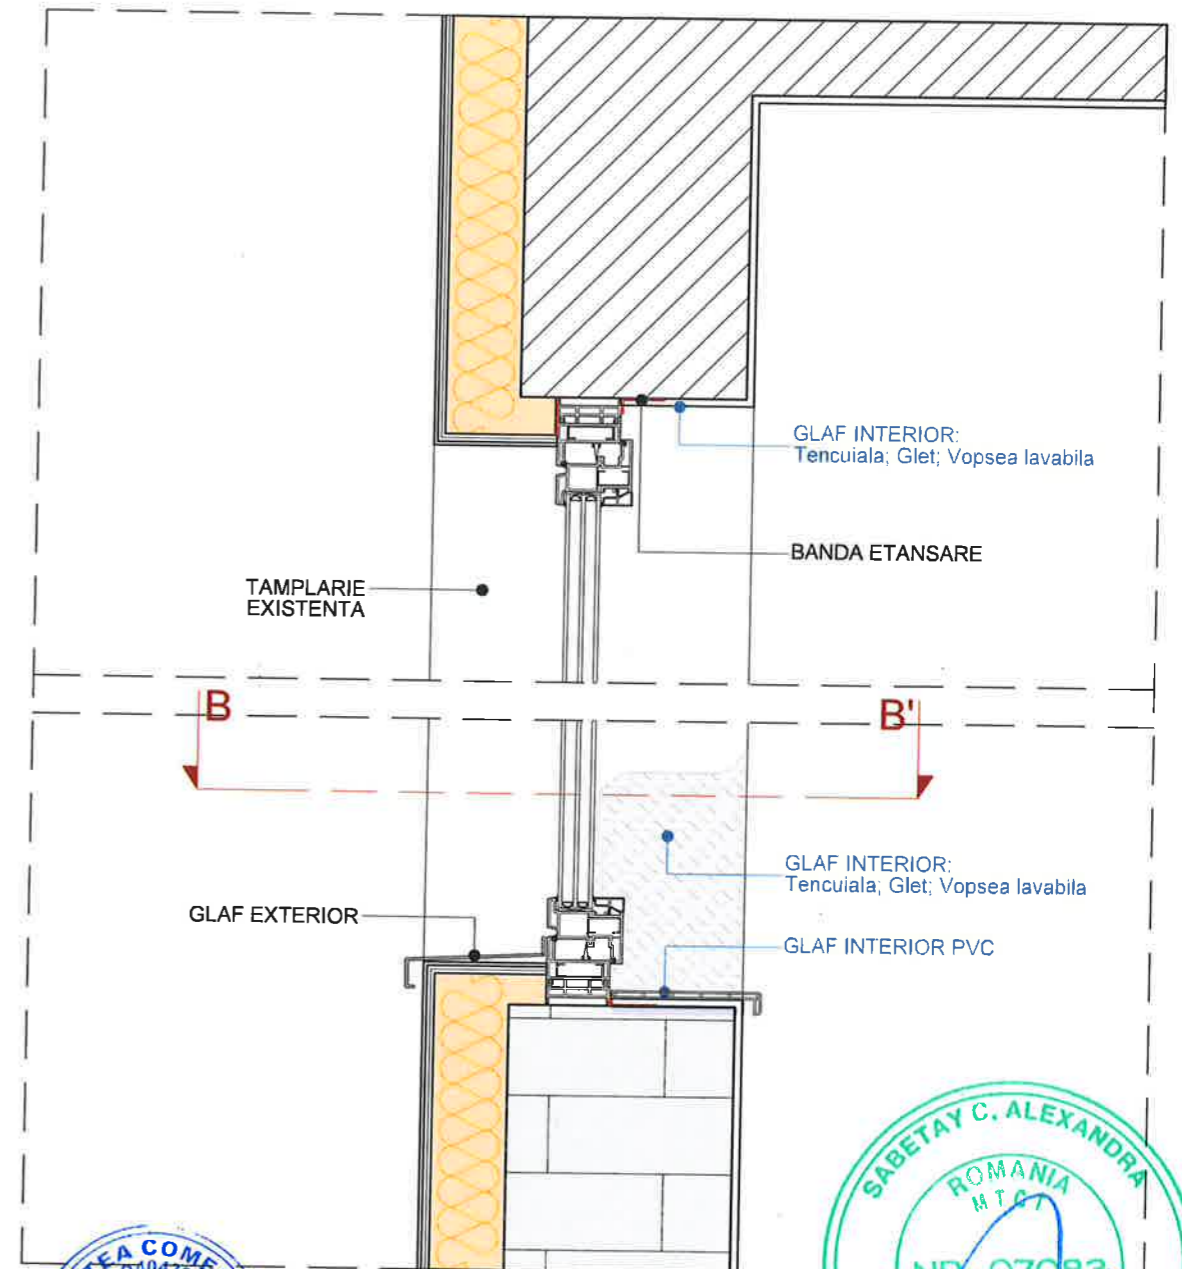 GLAF INTERIOR:
Tencuiala; Glet; Vopsea lavabila
BANDA ETANSARE
TAMPLARIE
EXISTENTA
B
B'
GLAF INTERIOR:
Tencuiala; Glet; Vopsea lavabila
GLAF EXTERIOR
GLAF INTERIOR PVC
SABETAY C. ALEXANDRA
ROMANIA